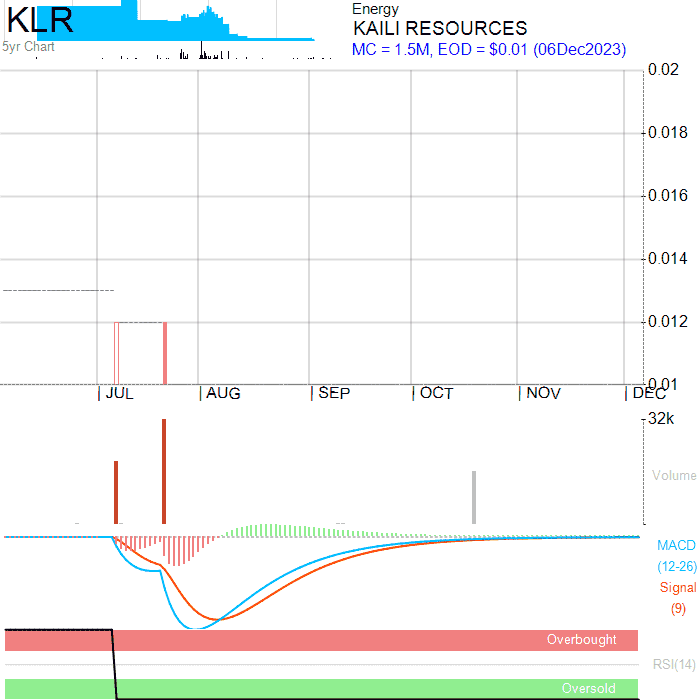 KLR
5yr Chart
Energy
KAILI RESOURCES
MC = 1.5M, EOD = $0.01 (06Dec2023)
0.02
0.018
0.016
0.014
0.012
0.01
JUL AUG SEP OCT NOV DEC
32k
Volume
MACD
(12-26)
Signal
(9)
Overbought
RSI(14)
Oversold